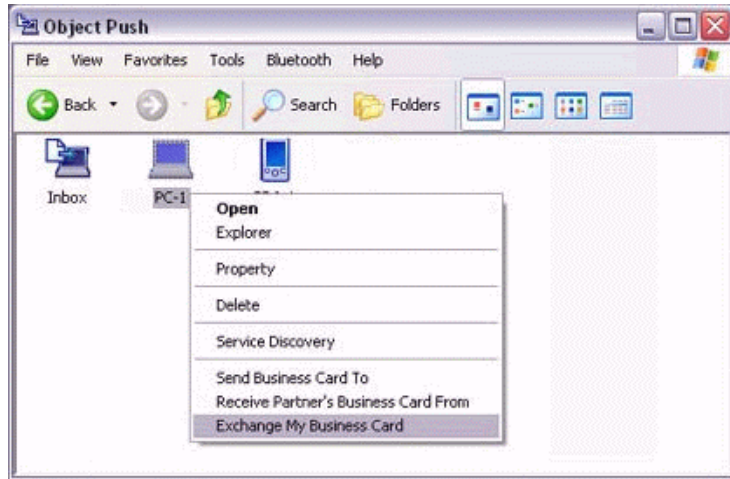 Object Push
File View Favorites Tools Bluetooth Help
Back Search Folders
Inbox PC-1
Open
Explorer
Property
Delete
Service Discovery
Send Business Card To
Receive Partner's Business Card From
Exchange My Business Card